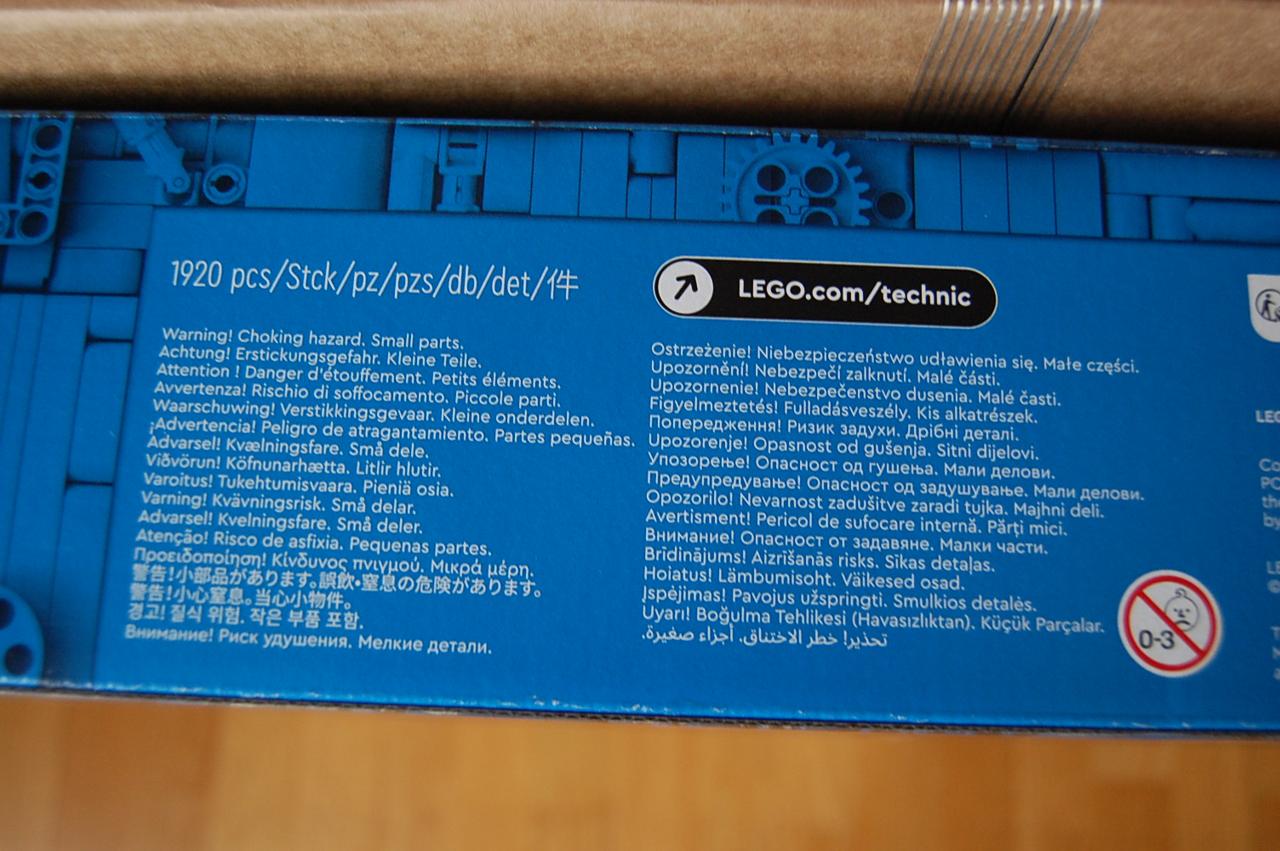 1920 pcs/Stck/pz/pzs/db/det/件
LEGO.com/technic
Warning! Choking hazard. Small parts.
Achtung! Erstickungsgefahr. Kleine Teile.
Attention ! Danger d'étouffement. Petits éléments.
Avvertenza! Rischio di soffocamento. Piccole parti.
Waarschuwing! Verstikkingsgevaar. Kleine onderdelen.
¡Advertencia! Peligro de atragantamiento. Partes pequeñas.
Advarsel! Kvælningsfare. Små dele.
Viðvörun! Köfnunarhætta. Litlir hlutir.
Varoitus! Tukehtumisvaara. Pieniä osia.
Varning! Kvävningsrisk. Små delar.
Advarsel! Kvelningsfare. Små deler.
Atenção! Risco de asfixia. Pequenas partes.
Προειδοποίηση! Κίνδυνος πνιγμού. Μικρά μέρη.
警告!小部品があります。誤飲•窒息の危険があります。
警告!小心窒息。当心小物件。
경고! 질식 위험. 작은 부품 포함.
Внимание! Риск удушения. Мелкие детали.
Ostrzeżenie! Niebezpieczeństwo udławienia się. Małe części.
Upozornění! Nebezpečí zalknutí. Malé části.
Upozornenie! Nebezpečenstvo dusenia. Malé časti.
Figyelmeztetés! Fulladásveszély. Kis alkatrészek.
Попередження! Ризик задухи. Дрібні деталі.
Upozorenje! Opasnost od gušenja. Sitni dijelovi.
Упозорење! Опасност од гушења. Мали делови.
Предупредување! Опасност од задушување. Мали делови.
Opozorilo! Nevarnost zadušitve zaradi tujka. Majhni deli.
Avertisment! Pericol de sufocare internă. Părți mici.
Внимание! Опасност от задавяне. Малки части.
Brīdinājums! Aizrīšanās risks. Sīkas detaļas.
Hoiatus! Lämbumisoht. Väikesed osad.
Įspėjimas! Pavojus užspringti. Smulkios detalės.
Uyarı! Boğulma Tehlikesi (Havasızlıktan). Küçük Parçalar.
تحذير! خطر الاختناق. أجزاء صغيرة.
0-3